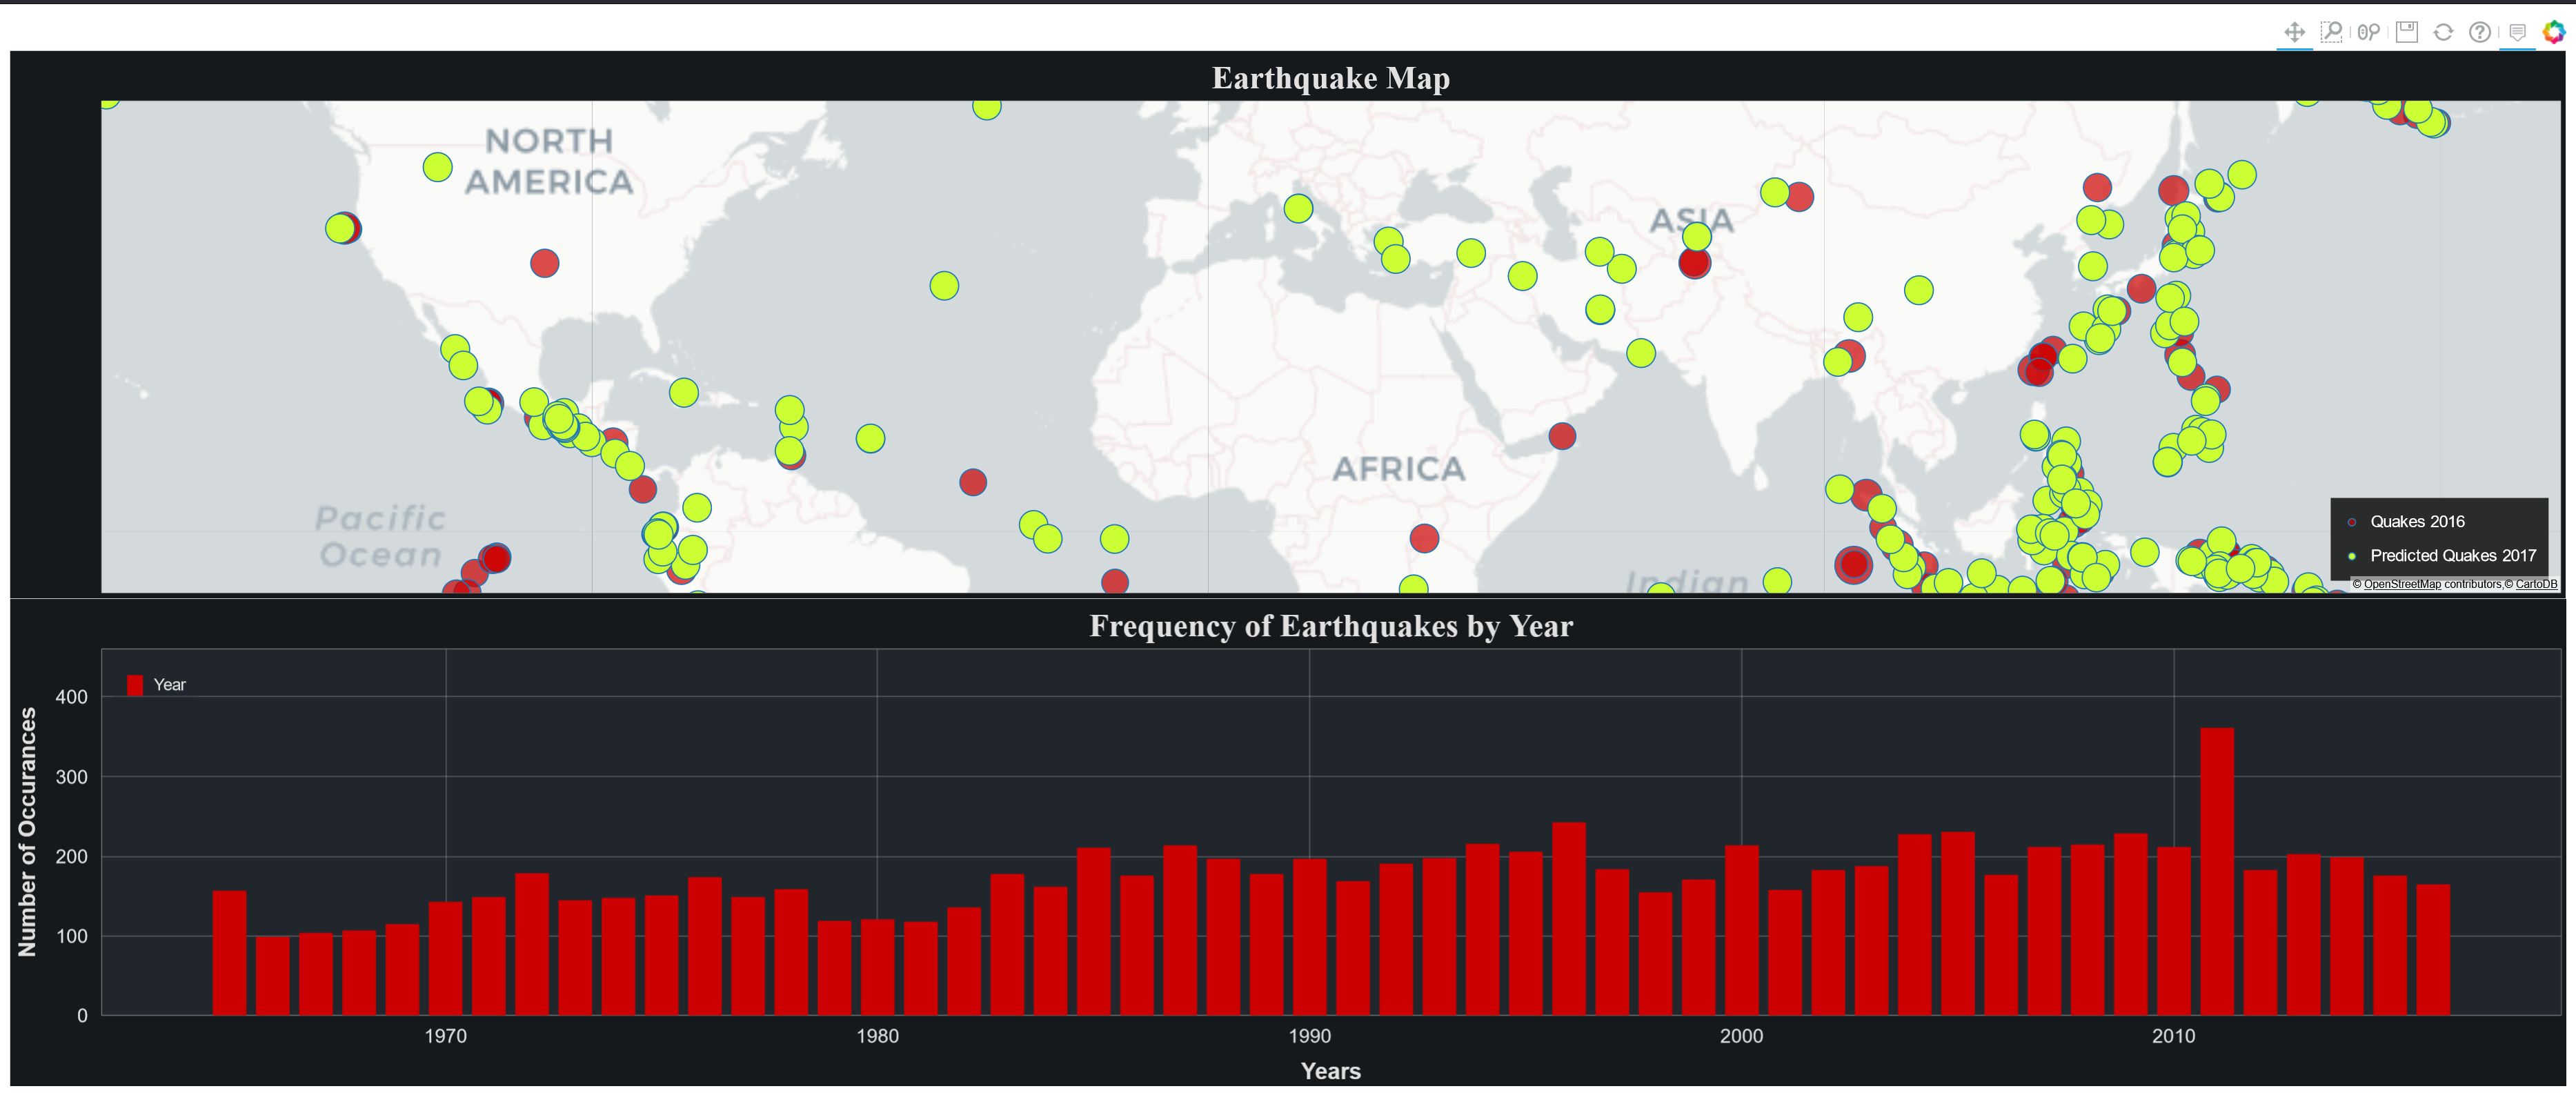 Earthquake Map
NORTH
AMERICA
ASIA
AFRICA
Pacific
Ocean
Indian
Quakes 2016
Predicted Quakes 2017
© OpenStreetMap contributors,© CartoDB
Frequency of Earthquakes by Year
Year
Number of Occurances
400
300
200
100
0
1970
1980
1990
2000
2010
Years